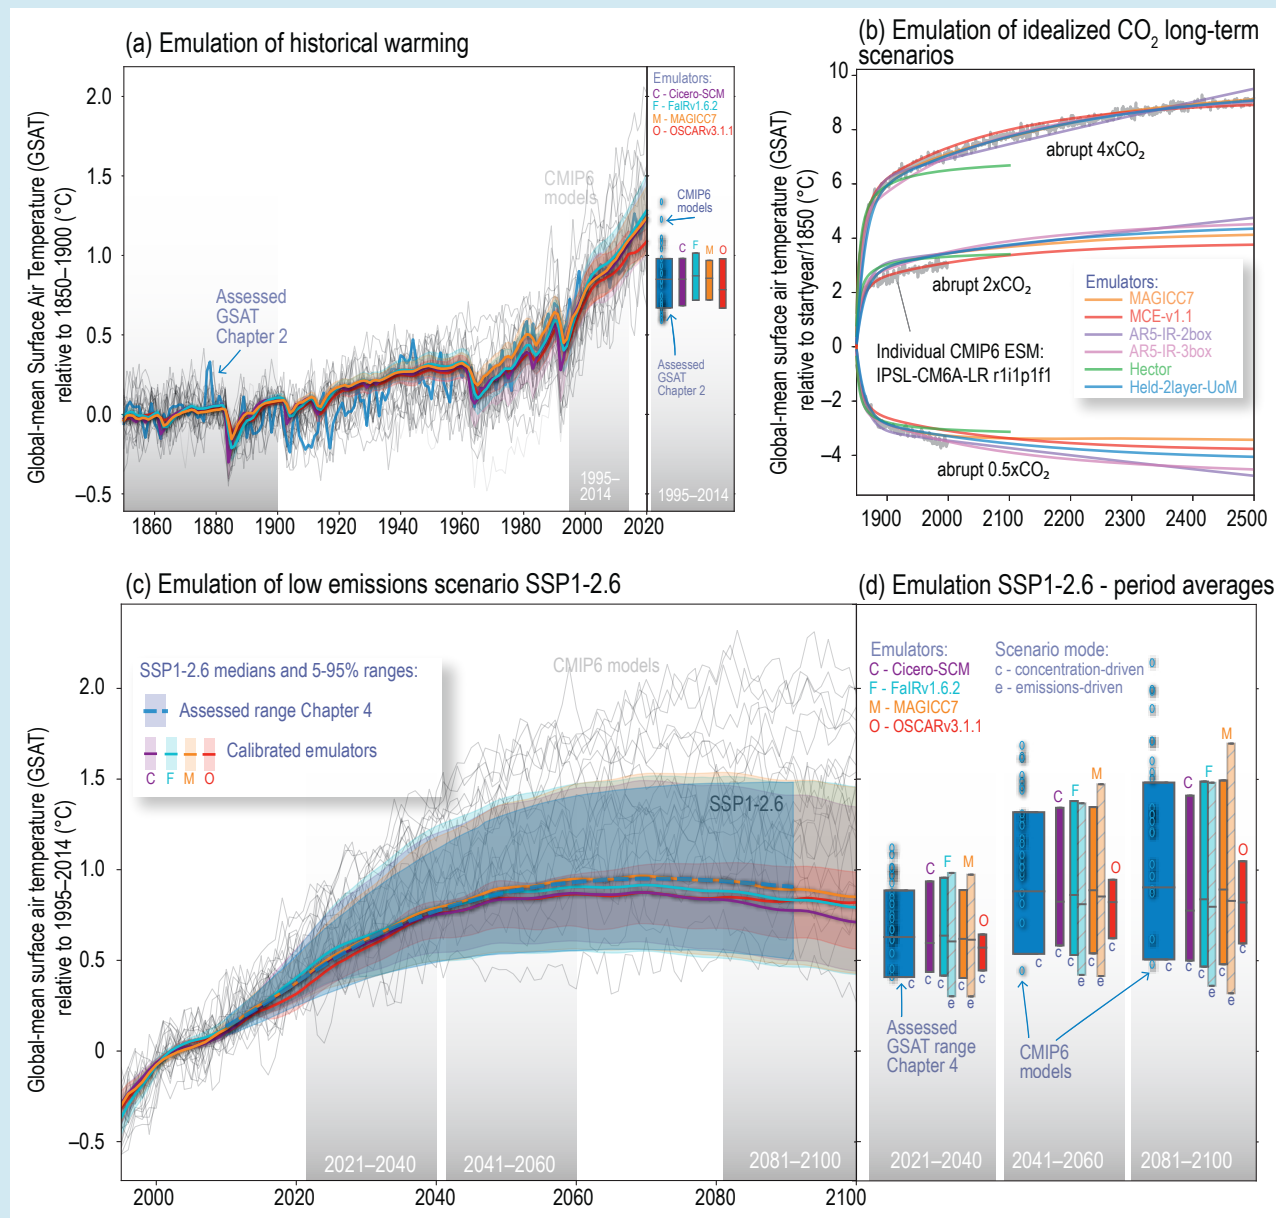 (a) Emulation of historical warming
Global-mean Surface Air Temperature (GSAT)
relative to 1850–1900 (°C)
2.0
1.5
1.0
0.5
0.0
−0.5
1860
1880
1900
1920
1940
1960
1980
2000
2020
Assessed
GSAT
Chapter 2
CMIP6
models
1995–
2014
Emulators:
C - Cicero-SCM
F - FaIRv1.6.2
M - MAGICC7
O - OSCARv3.1.1
CMIP6
models
C
F
M
O
Assessed
GSAT
Chapter 2
1995–2014
(b) Emulation of idealized CO₂ long-term
scenarios
Global-mean surface air temperature (GSAT)
relative to startyear/1850 (°C)
10
8
6
4
2
0
−2
−4
1900
2000
2100
2200
2300
2400
2500
abrupt 4xCO₂
abrupt 2xCO₂
Individual CMIP6 ESM:
IPSL-CM6A-LR r1i1p1f1
abrupt 0.5xCO₂
Emulators:
MAGICC7
MCE-v1.1
AR5-IR-2box
AR5-IR-3box
Hector
Held-2layer-UoM
(c) Emulation of low emissions scenario SSP1-2.6
Global-mean surface air temperature (GSAT)
relative to 1995–2014 (°C)
2.0
1.5
1.0
0.5
0
−0.5
2000
2020
2040
2060
2080
2100
SSP1-2.6 medians and 5-95% ranges:
Assessed range Chapter 4
Calibrated emulators
C F M O
CMIP6 models
SSP1-2.6
2021–2040
2041–2060
2081–2100
(d) Emulation SSP1-2.6 - period averages
Emulators:
C - Cicero-SCM
F - FaIRv1.6.2
M - MAGICC7
O - OSCARv3.1.1
Scenario mode:
c - concentration-driven
e - emissions-driven
C
F
M
O
c
c
c
e
c
e
c
C
F
M
O
c
c
c
e
c
e
c
C
F
M
O
c
c
c
e
c
e
c
Assessed
GSAT range
Chapter 4
CMIP6
models
2021–2040
2041–2060
2081–2100